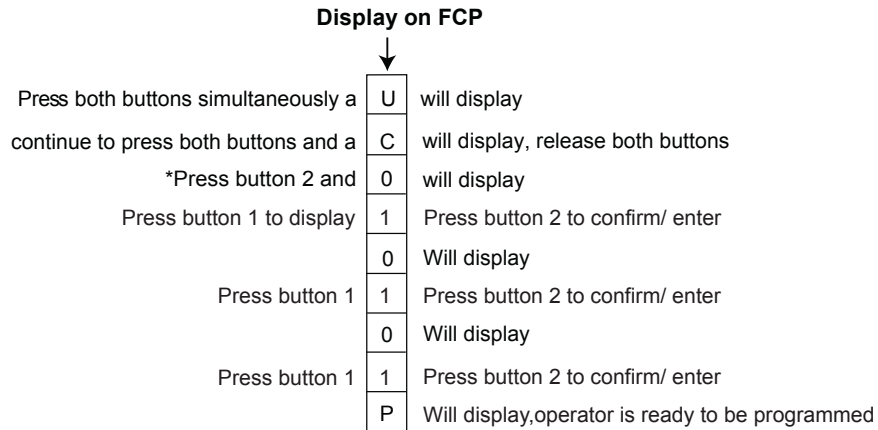 Display on FCP
Press both buttons simultaneously a U will display
continue to press both buttons and a C will display, release both buttons
*Press button 2 and 0 will display
Press button 1 to display 1 Press button 2 to confirm/ enter
0 Will display
Press button 1 1 Press button 2 to confirm/ enter
0 Will display
Press button 1 1 Press button 2 to confirm/ enter
P Will display,operator is ready to be programmed